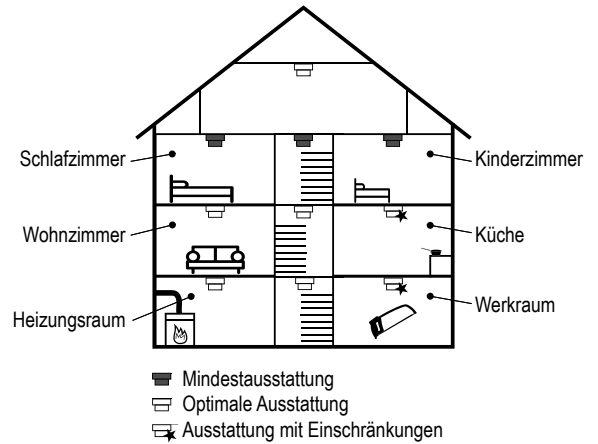 Schlafzimmer
Kinderzimmer
Wohnzimmer
Küche
Heizungsraum
Werkraum
Mindestausstattung
Optimale Ausstattung
Ausstattung mit Einschränkungen